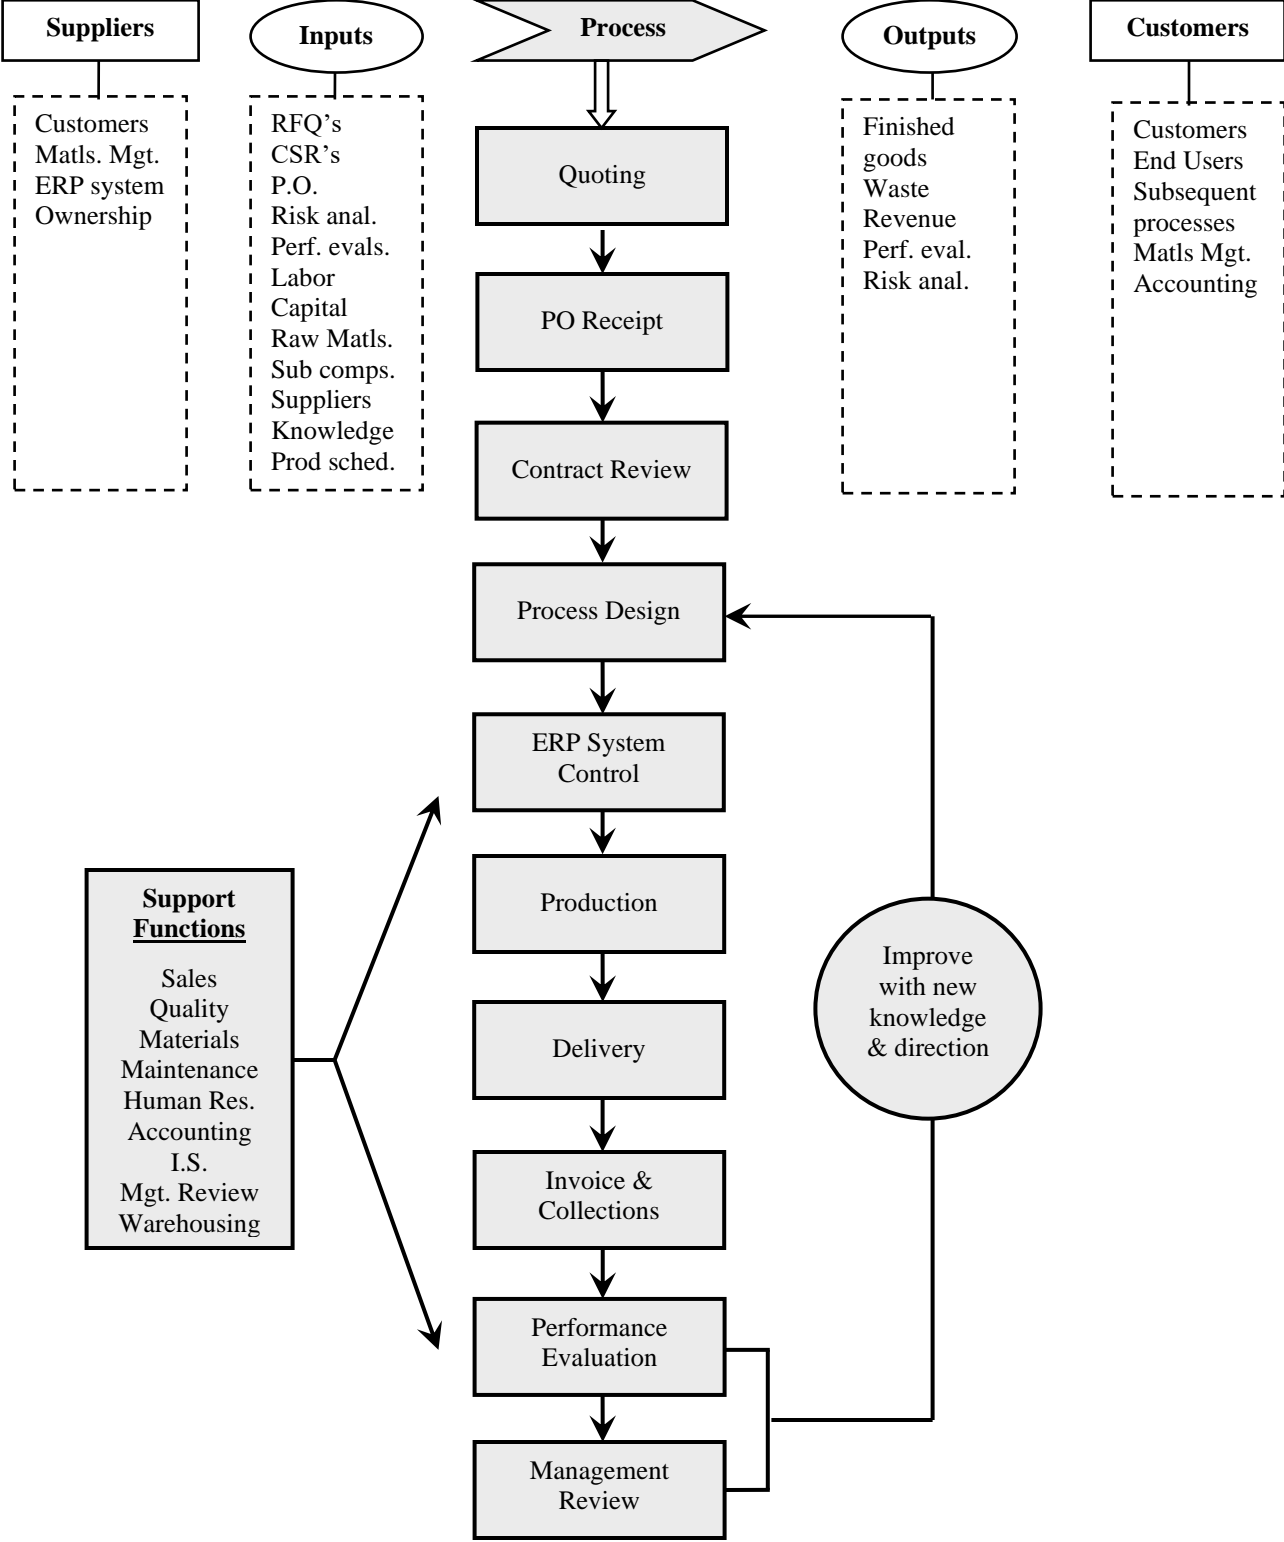 Suppliers
Inputs
Process
Outputs
Customers
Customers
Matls. Mgt.
ERP system
Ownership
RFQ’s
CSR’s
P.O.
Risk anal.
Perf. evals.
Labor
Capital
Raw Matls.
Sub comps.
Suppliers
Knowledge
Prod sched.
Finished
goods
Waste
Revenue
Perf. eval.
Risk anal.
Customers
End Users
Subsequent
processes
Matls Mgt.
Accounting
Quoting
PO Receipt
Contract Review
Process Design
ERP System
Control
Production
Delivery
Invoice &
Collections
Performance
Evaluation
Management
Review
Support
Functions
Sales
Quality
Materials
Maintenance
Human Res.
Accounting
I.S.
Mgt. Review
Warehousing
Improve
with new
knowledge
& direction